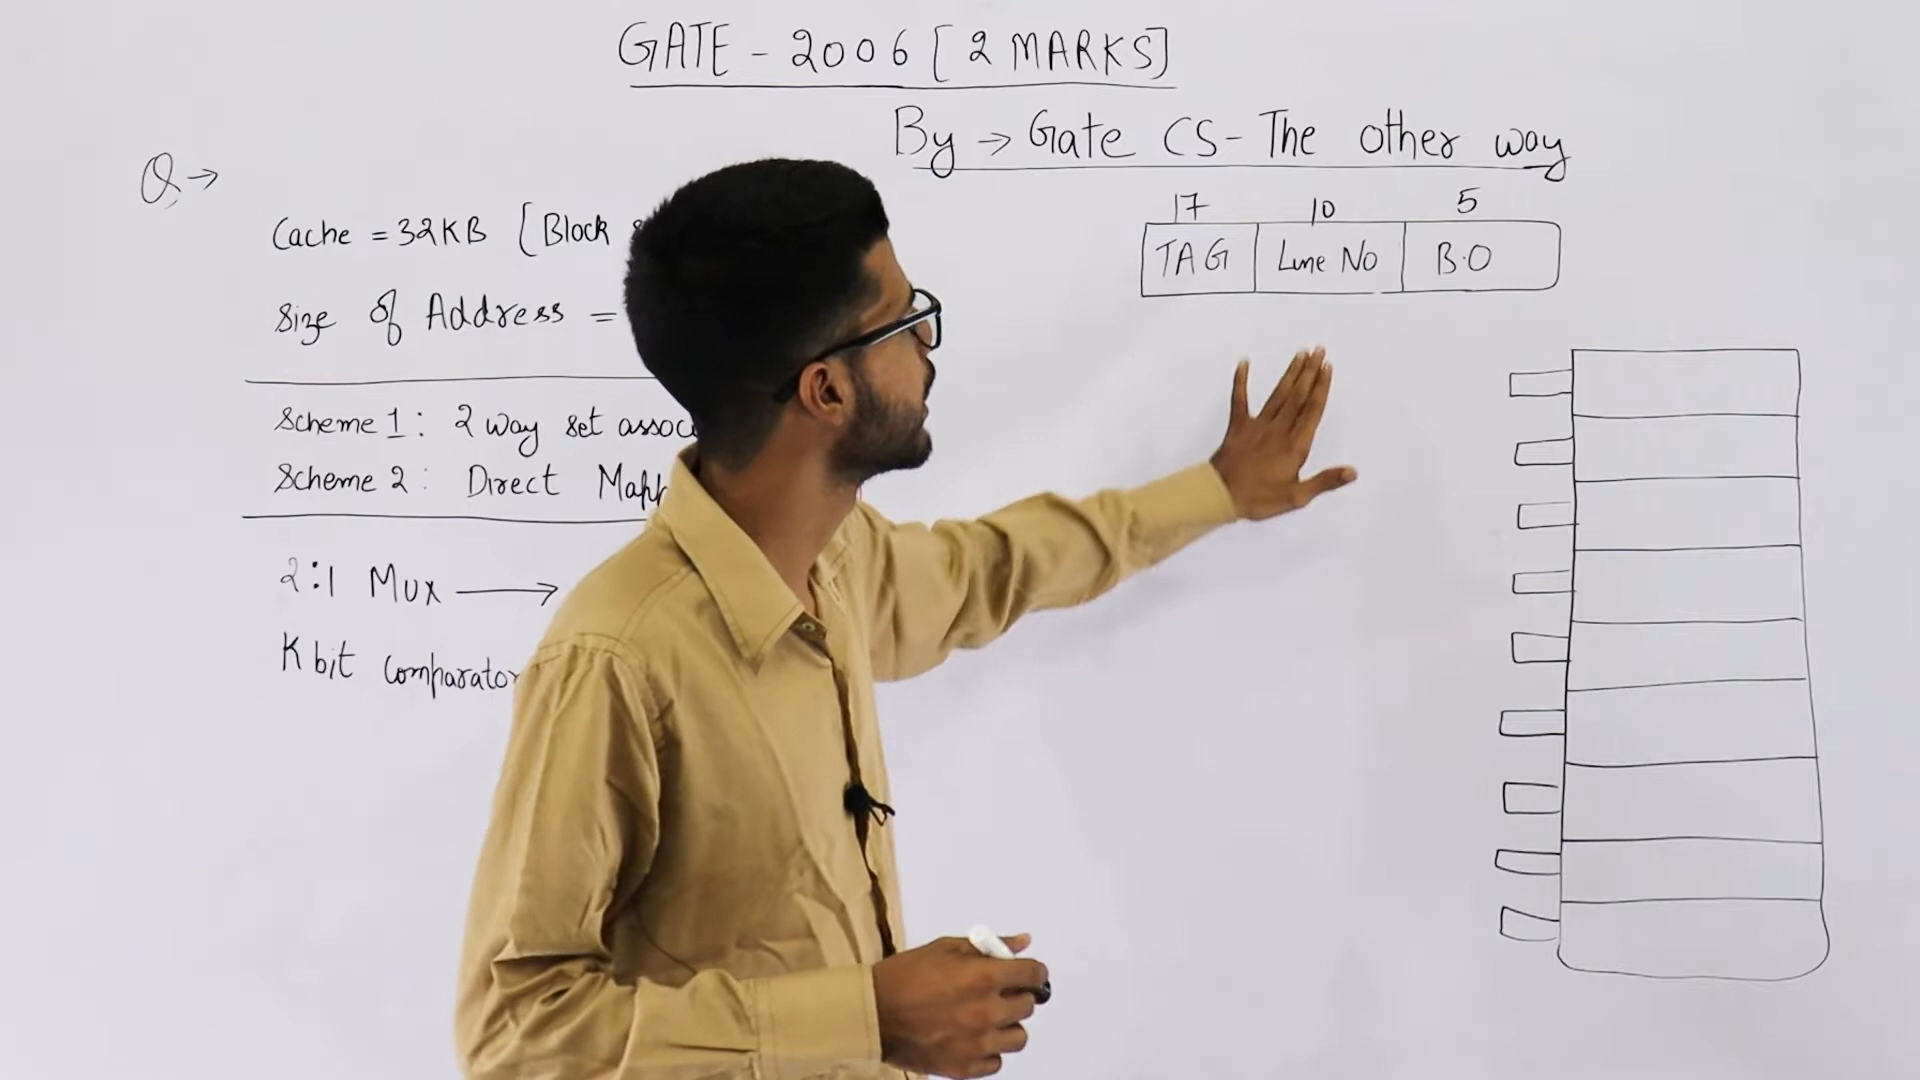 GATE - 2006 [2 MARKS]
By → Gate CS- The other way
Q →
Cache = 32KB [Block
Size of Address =
Scheme 1: 2 way set assoc
Scheme 2: Direct Mapp
2:1 Mux →
K bit comparator
17 10 5
TAG Line No B.O